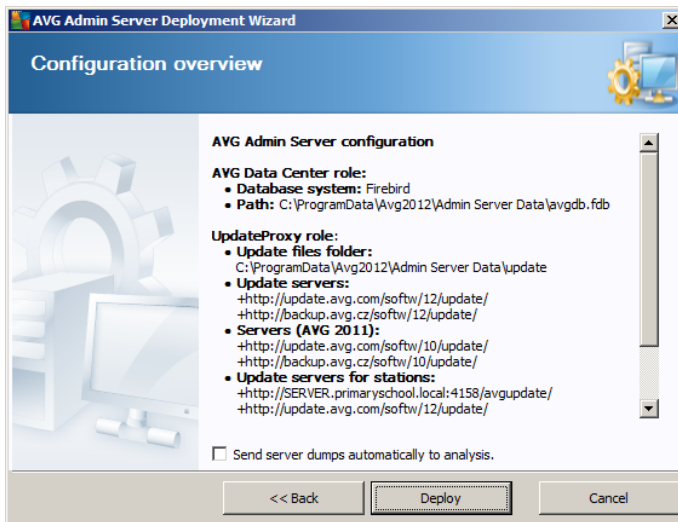 AVG Admin Server Deployment Wizard
Configuration overview
AVG Admin Server configuration
AVG Data Center role:
• Database system: Firebird
• Path: C:\ProgramData\Avg2012\Admin Server Data\avgdb.fdb
UpdateProxy role:
• Update files folder:
C:\ProgramData\Avg2012\Admin Server Data\update
• Update servers:
+http://update.avg.com/softw/12/update/
+http://backup.avg.cz/softw/12/update/
• Servers (AVG 2011):
+http://update.avg.com/softw/10/update/
+http://backup.avg.cz/softw/10/update/
• Update servers for stations:
+http://SERVER.primaryschool.local:4158/avgupdate/
+http://update.avg.com/softw/12/update/
Send server dumps automatically to analysis.
<< Back
Deploy
Cancel